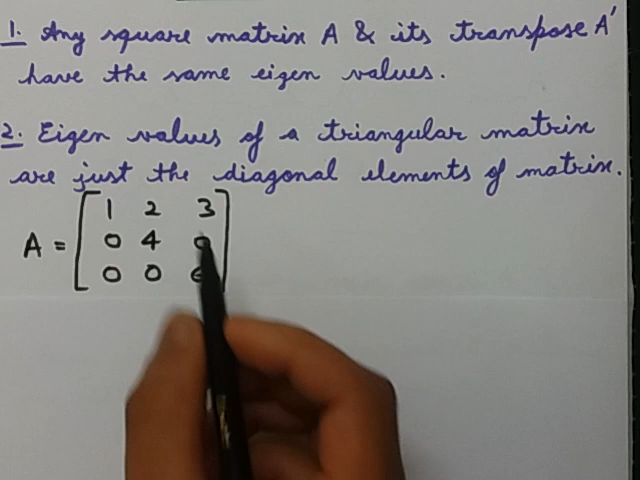 1. Any square matrix A & its transpose A'
have the same eigen values.
2. Eigen values of a triangular matrix
are just the diagonal elements of matrix.
1 2 3
A = 0 4 0
0 0